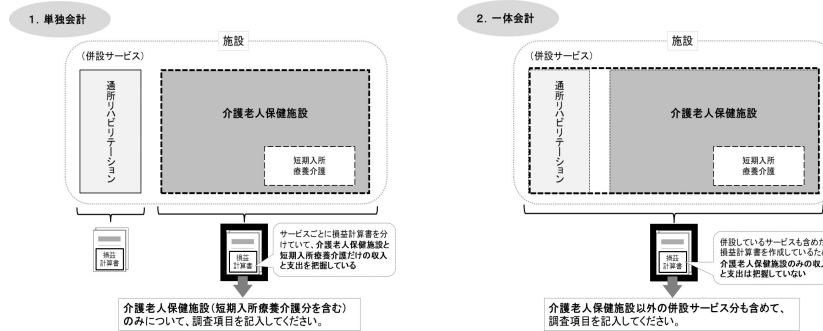 1. 単独会計
施設
（併設サービス）
通所リハビリテーション
介護老人保健施設
短期入所
療養介護
損益
計算書
損益
計算書
サービスごとに損益計算書を分
けていて、介護老人保健施設と
短期入所療養介護だけの収入
と支出を把握している
介護老人保健施設（短期入所療養介護分を含む）
のみについて、調査項目を記入してください。
2. 一体会計
施設
（併設サービス）
通所リハビリテーション
介護老人保健施設
短期入所
療養介護
損益
計算書
併設しているサービスも含めた
損益計算書を作成しているため
介護老人保健施設のみの収入
と支出は把握していない
介護老人保健施設以外の併設サービス分も含めて、
調査項目を記入してください。